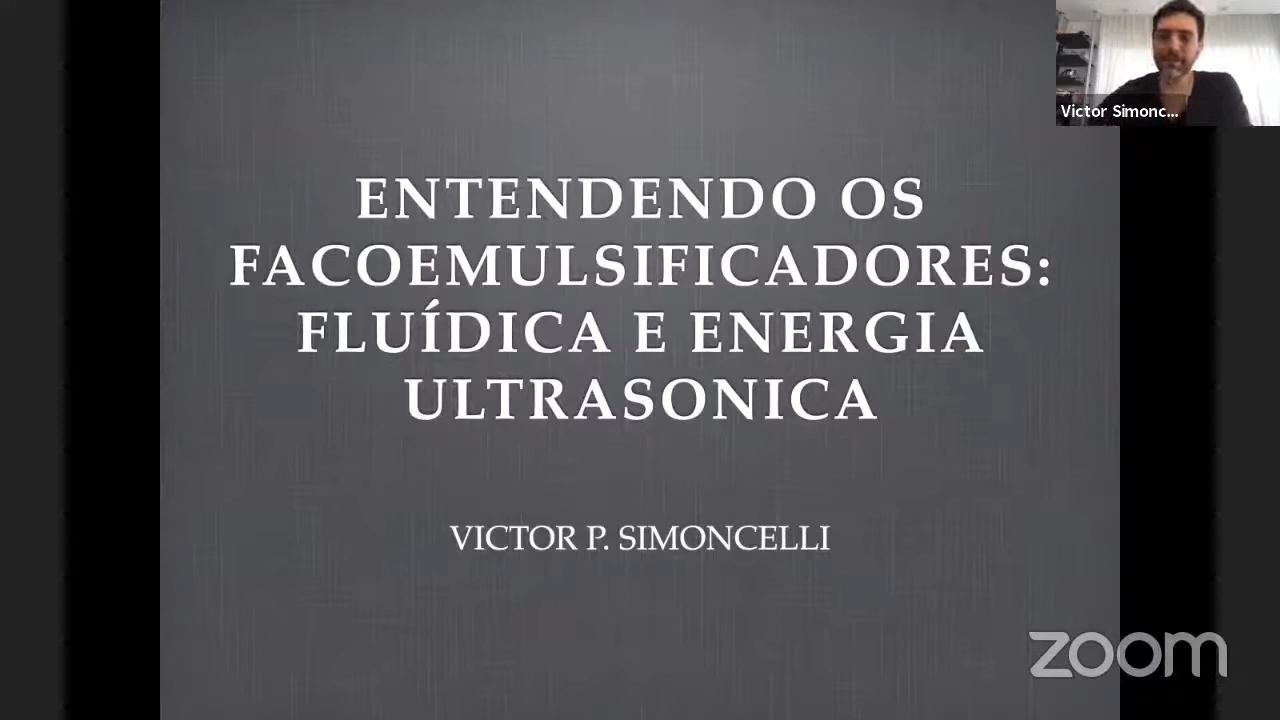 Victor Simonc...
ENTENDENDO OS
FACOEMULSIFICADORES:
FLUÍDICA E ENERGIA
ULTRASONICA
VICTOR P. SIMONCELLI
zoom